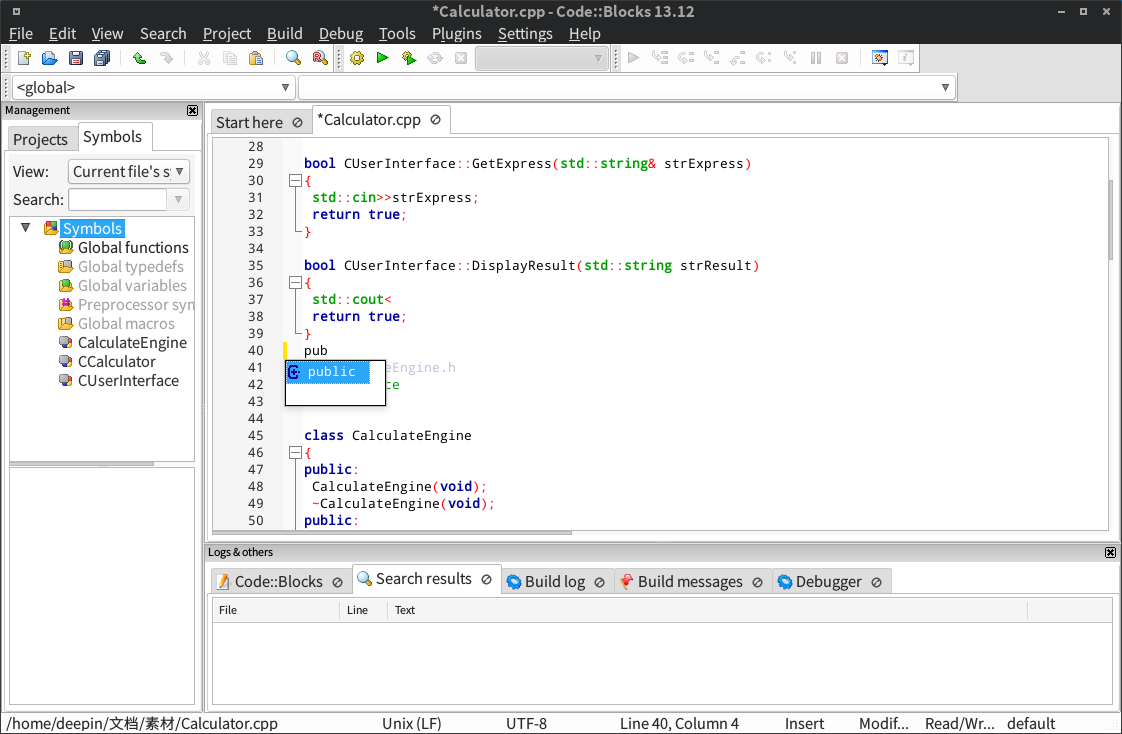 *Calculator.cpp - Code::Blocks 13.12
File Edit View Search Project Build Debug Tools Plugins Settings Help
<global>
Management
Projects Symbols
View: Current file's s
Search:
Symbols
Global functions
Global typedefs
Global variables
Preprocessor syn
Global macros
CalculateEngine
CCalculator
CUserInterface
Start here *Calculator.cpp
28
29 bool CUserInterface::GetExpress(std::string& strExpress)
30 {
31 std::cin>>strExpress;
32 return true;
33 }
34
35 bool CUserInterface::DisplayResult(std::string strResult)
36 {
37 std::cout<
38 return true;
39 }
40 pub
public
41 eEngine.h
42 ce
43
44
45 class CalculateEngine
46 {
47 public:
48 CalculateEngine(void);
49 ~CalculateEngine(void);
50 public:
Logs & others
Code::Blocks Search results Build log Build messages Debugger
File Line Text
/home/deepin/文档/素材/Calculator.cpp Unix (LF) UTF-8 Line 40, Column 4 Insert Modif... Read/Wr... default